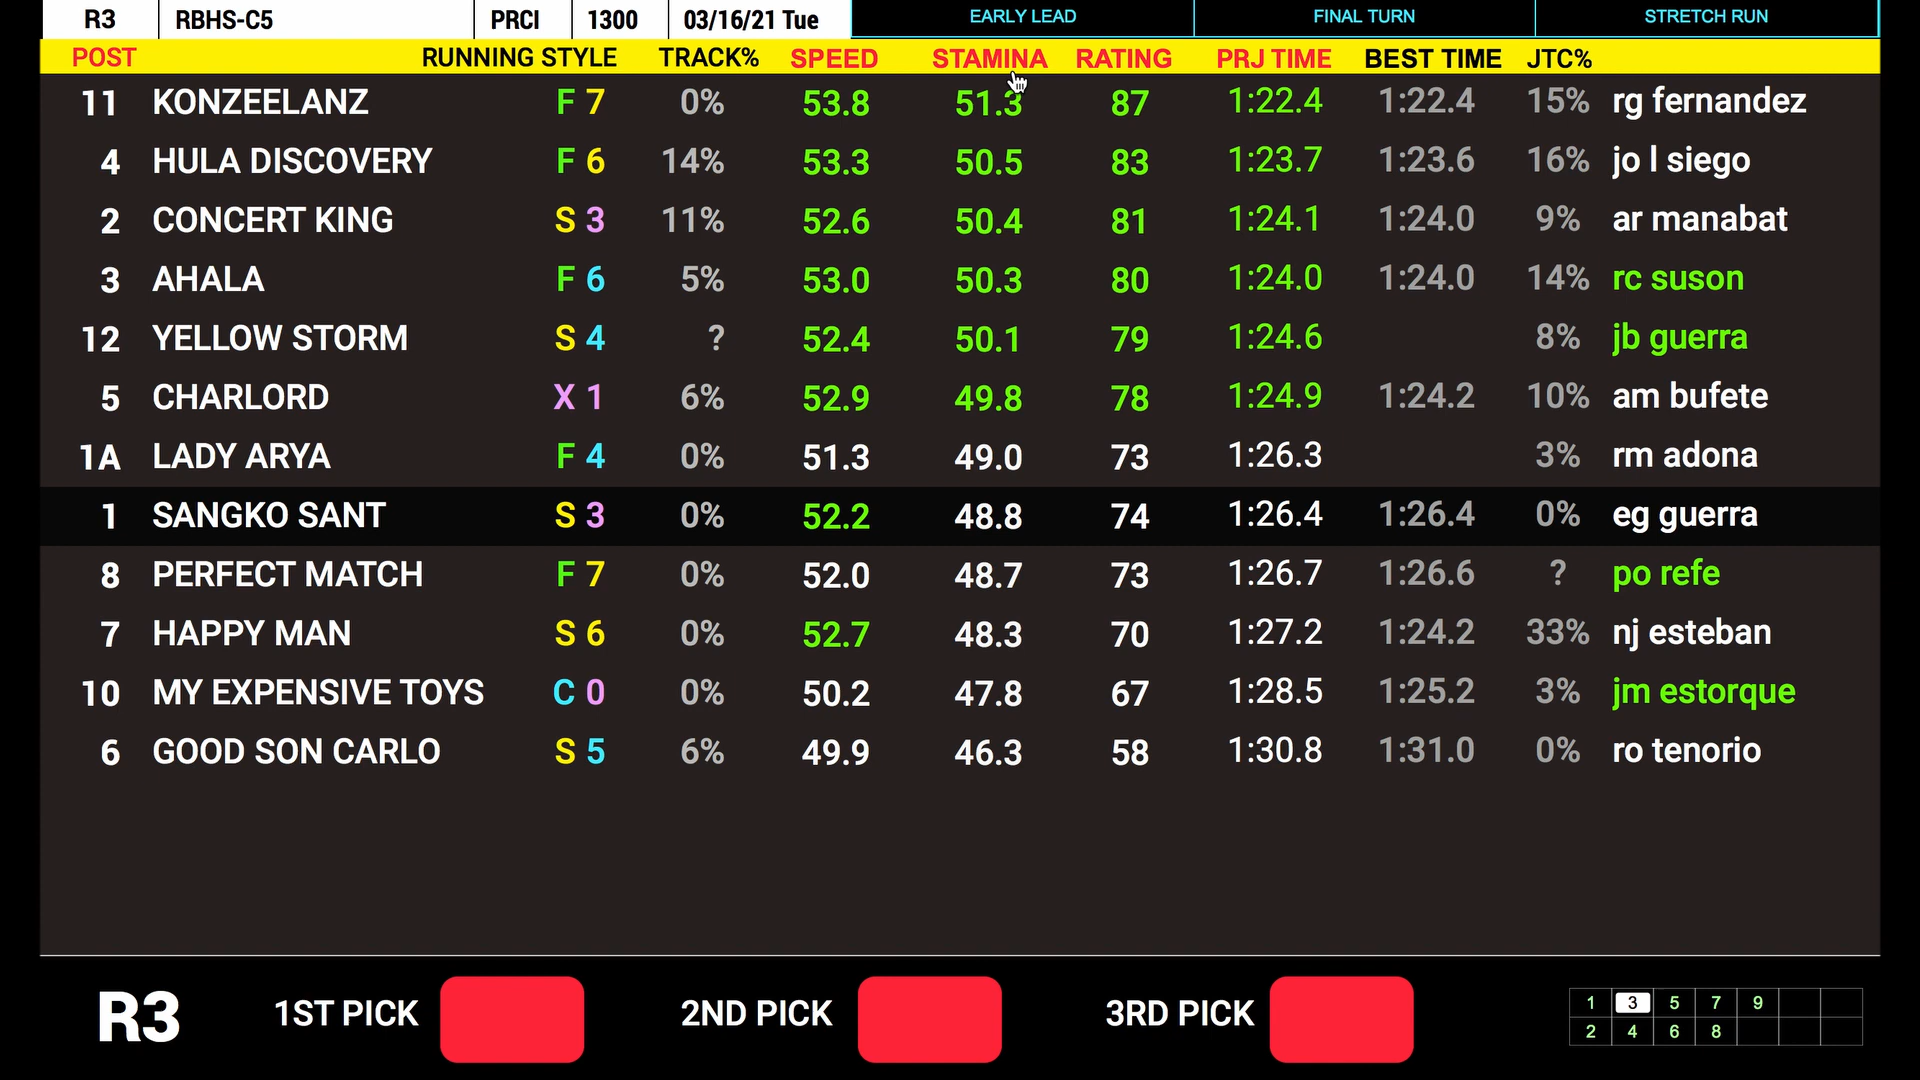 R3 RBHS-C5 PRCI 1300 03/16/21 Tue EARLY LEAD FINAL TURN STRETCH RUN
POST RUNNING STYLE TRACK% SPEED STAMINA RATING PRJ TIME BEST TIME JTC%
11 KONZEELANZ F 7 0% 53.8 51.3 87 1:22.4 1:22.4 15% rg fernandez
4 HULA DISCOVERY F 6 14% 53.3 50.5 83 1:23.7 1:23.6 16% jo l siego
2 CONCERT KING S 3 11% 52.6 50.4 81 1:24.1 1:24.0 9% ar manabat
3 AHALA F 6 5% 53.0 50.3 80 1:24.0 1:24.0 14% rc suson
12 YELLOW STORM S 4 ? 52.4 50.1 79 1:24.6 8% jb guerra
5 CHARLORD X 1 6% 52.9 49.8 78 1:24.9 1:24.2 10% am bufete
1A LADY ARYA F 4 0% 51.3 49.0 73 1:26.3 3% rm adona
1 SANGKO SANT S 3 0% 52.2 48.8 74 1:26.4 1:26.4 0% eg guerra
8 PERFECT MATCH F 7 0% 52.0 48.7 73 1:26.7 1:26.6 ? po refe
7 HAPPY MAN S 6 0% 52.7 48.3 70 1:27.2 1:24.2 33% nj esteban
10 MY EXPENSIVE TOYS C 0 0% 50.2 47.8 67 1:28.5 1:25.2 3% jm estorque
6 GOOD SON CARLO S 5 6% 49.9 46.3 58 1:30.8 1:31.0 0% ro tenorio
R3 1ST PICK 2ND PICK 3RD PICK
1 3 5 7 9
2 4 6 8